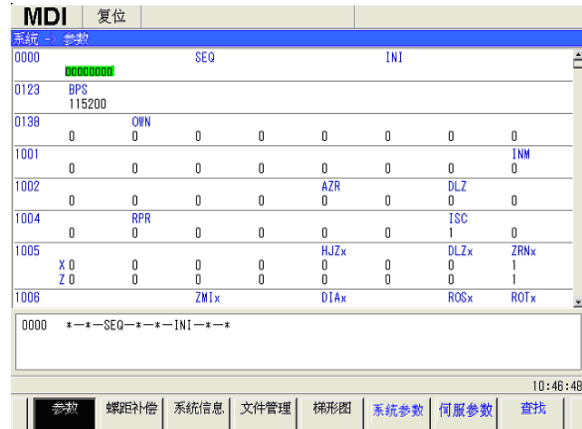 MDI 复位
系统 -> 参数
0000 SEQ INI
00000000
0123 BPS
115200
0138 OWN
0 0 0 0 0 0 0 0
1001 INM
0 0 0 0 0 0 0 0
1002 AZR DLZ
0 0 0 0 0 0 0 0
1004 RPR ISC
0 0 0 0 0 0 1 0
1005 HJZx DLZx ZRNx
X 0 0 0 0 0 0 0 1
Z 0 0 0 0 0 0 0 1
1006 ZMIx DIAx ROSx ROTx
0000 *—*—SEQ—*—*—INI—*—*
10:46:48
参数 螺距补偿 系统信息 文件管理 梯形图 系统参数 伺服参数 查找